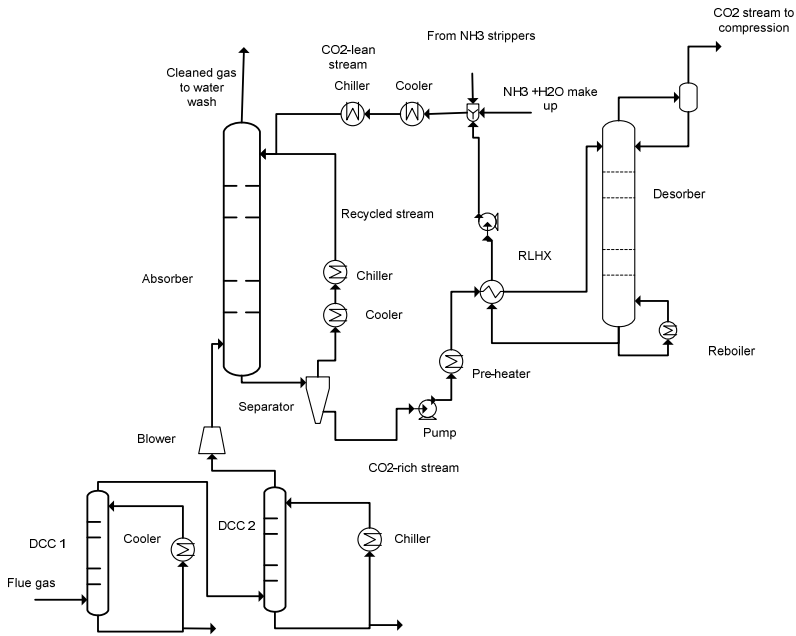 CO2 stream to
compression
From NH3 strippers
CO2-lean
stream
Cleaned gas
to water
wash
Chiller
Cooler
NH3 +H2O make
up
Desorber
Recycled stream
RLHX
Absorber
Chiller
Cooler
Reboiler
Pre-heater
Separator
Pump
Blower
CO2-rich stream
DCC 1
Cooler
DCC 2
Chiller
Flue gas